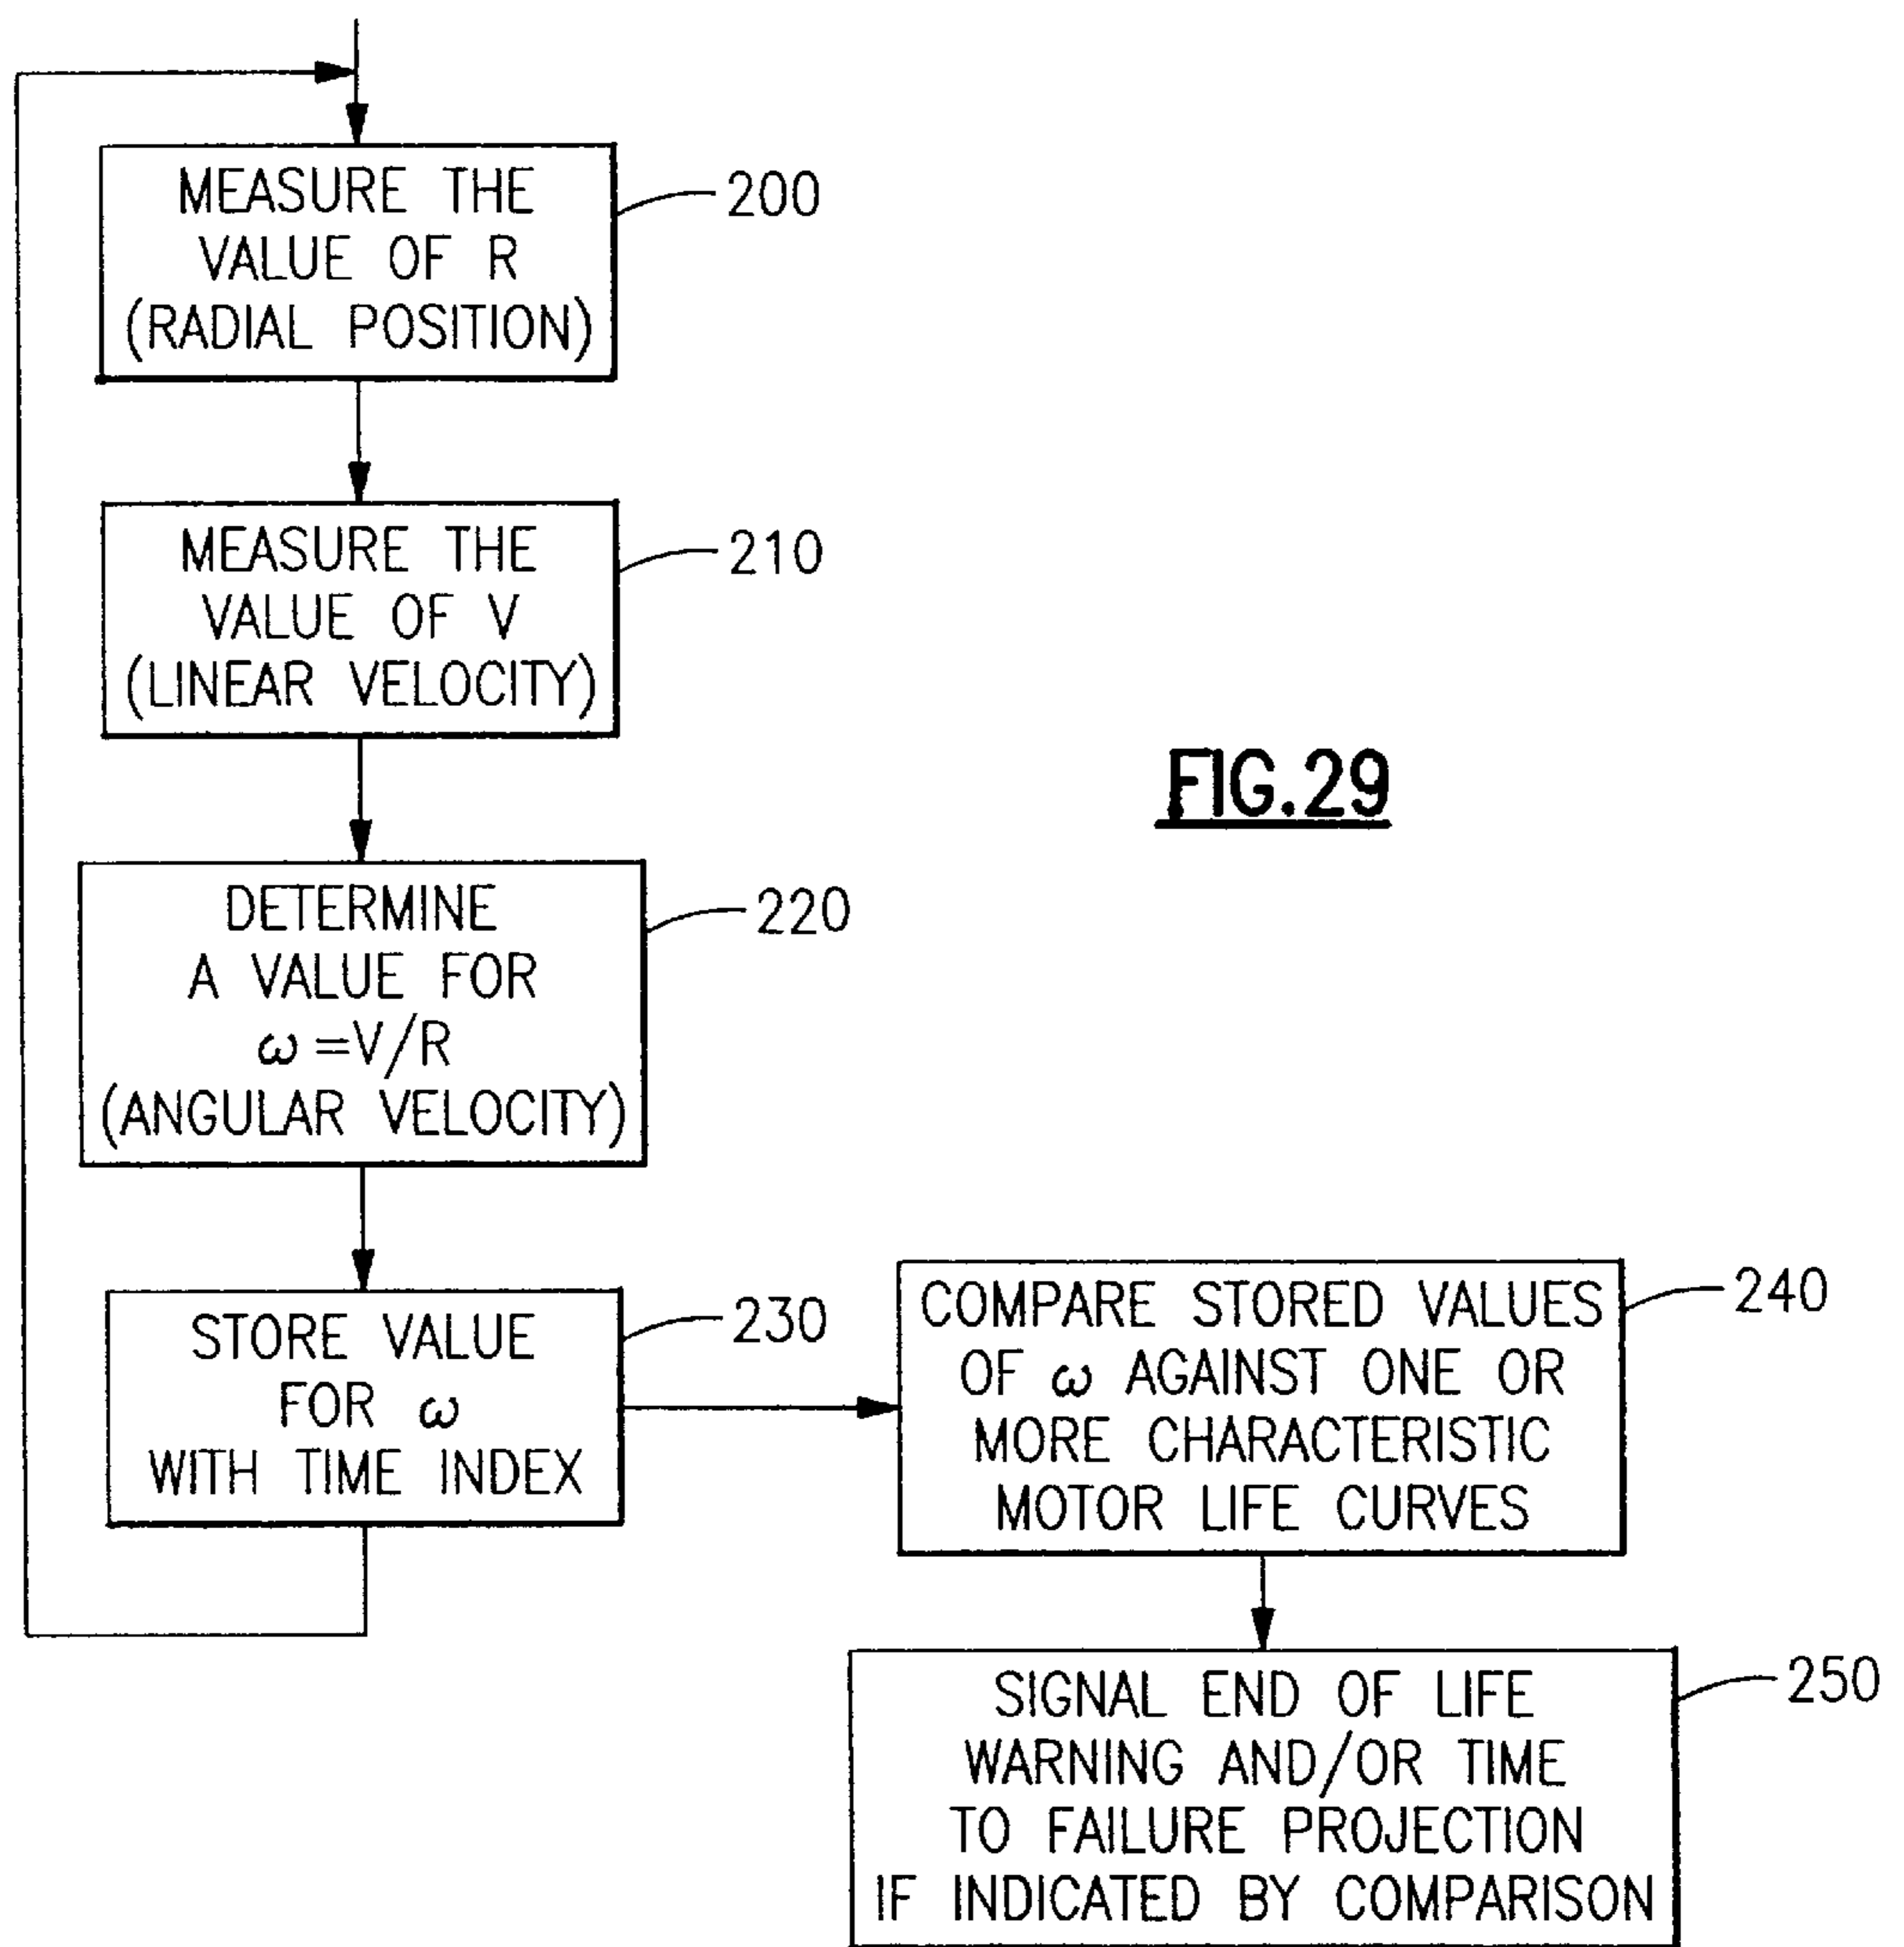 MEASURE THE
VALUE OF R
(RADIAL POSITION)
200
MEASURE THE
VALUE OF V
(LINEAR VELOCITY)
210
FIG.29
DETERMINE
A VALUE FOR
ω=V/R
(ANGULAR VELOCITY)
220
STORE VALUE
FOR ω
WITH TIME INDEX
230
COMPARE STORED VALUES
OF ω AGAINST ONE OR
MORE CHARACTERISTIC
MOTOR LIFE CURVES
240
SIGNAL END OF LIFE
WARNING AND/OR TIME
TO FAILURE PROJECTION
IF INDICATED BY COMPARISON
250